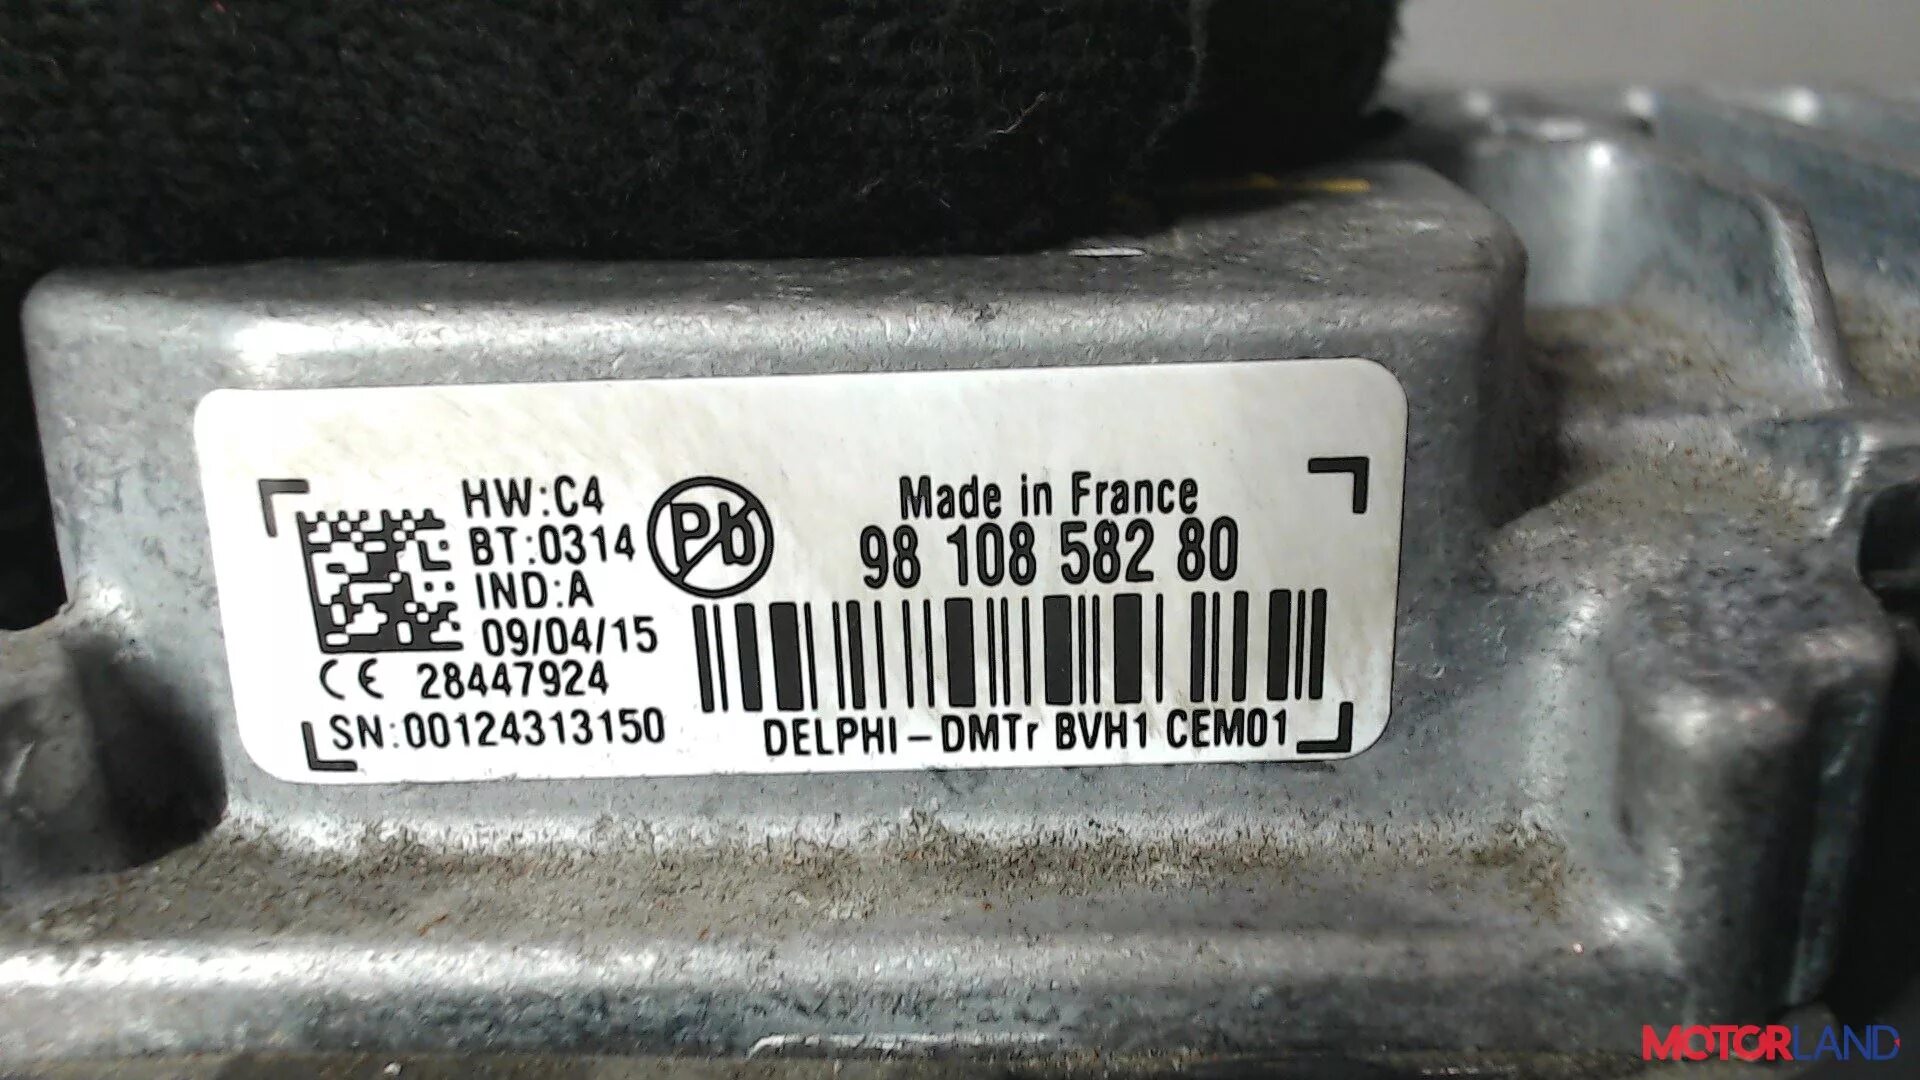 HW:C4
BT:0314
IND:A
09/04/15
CE 28447924
SN:00124313150
Pb
Made in France
98 108 582 80
DELPHI-DMTr BVH1 CEM01
MOTORLAND